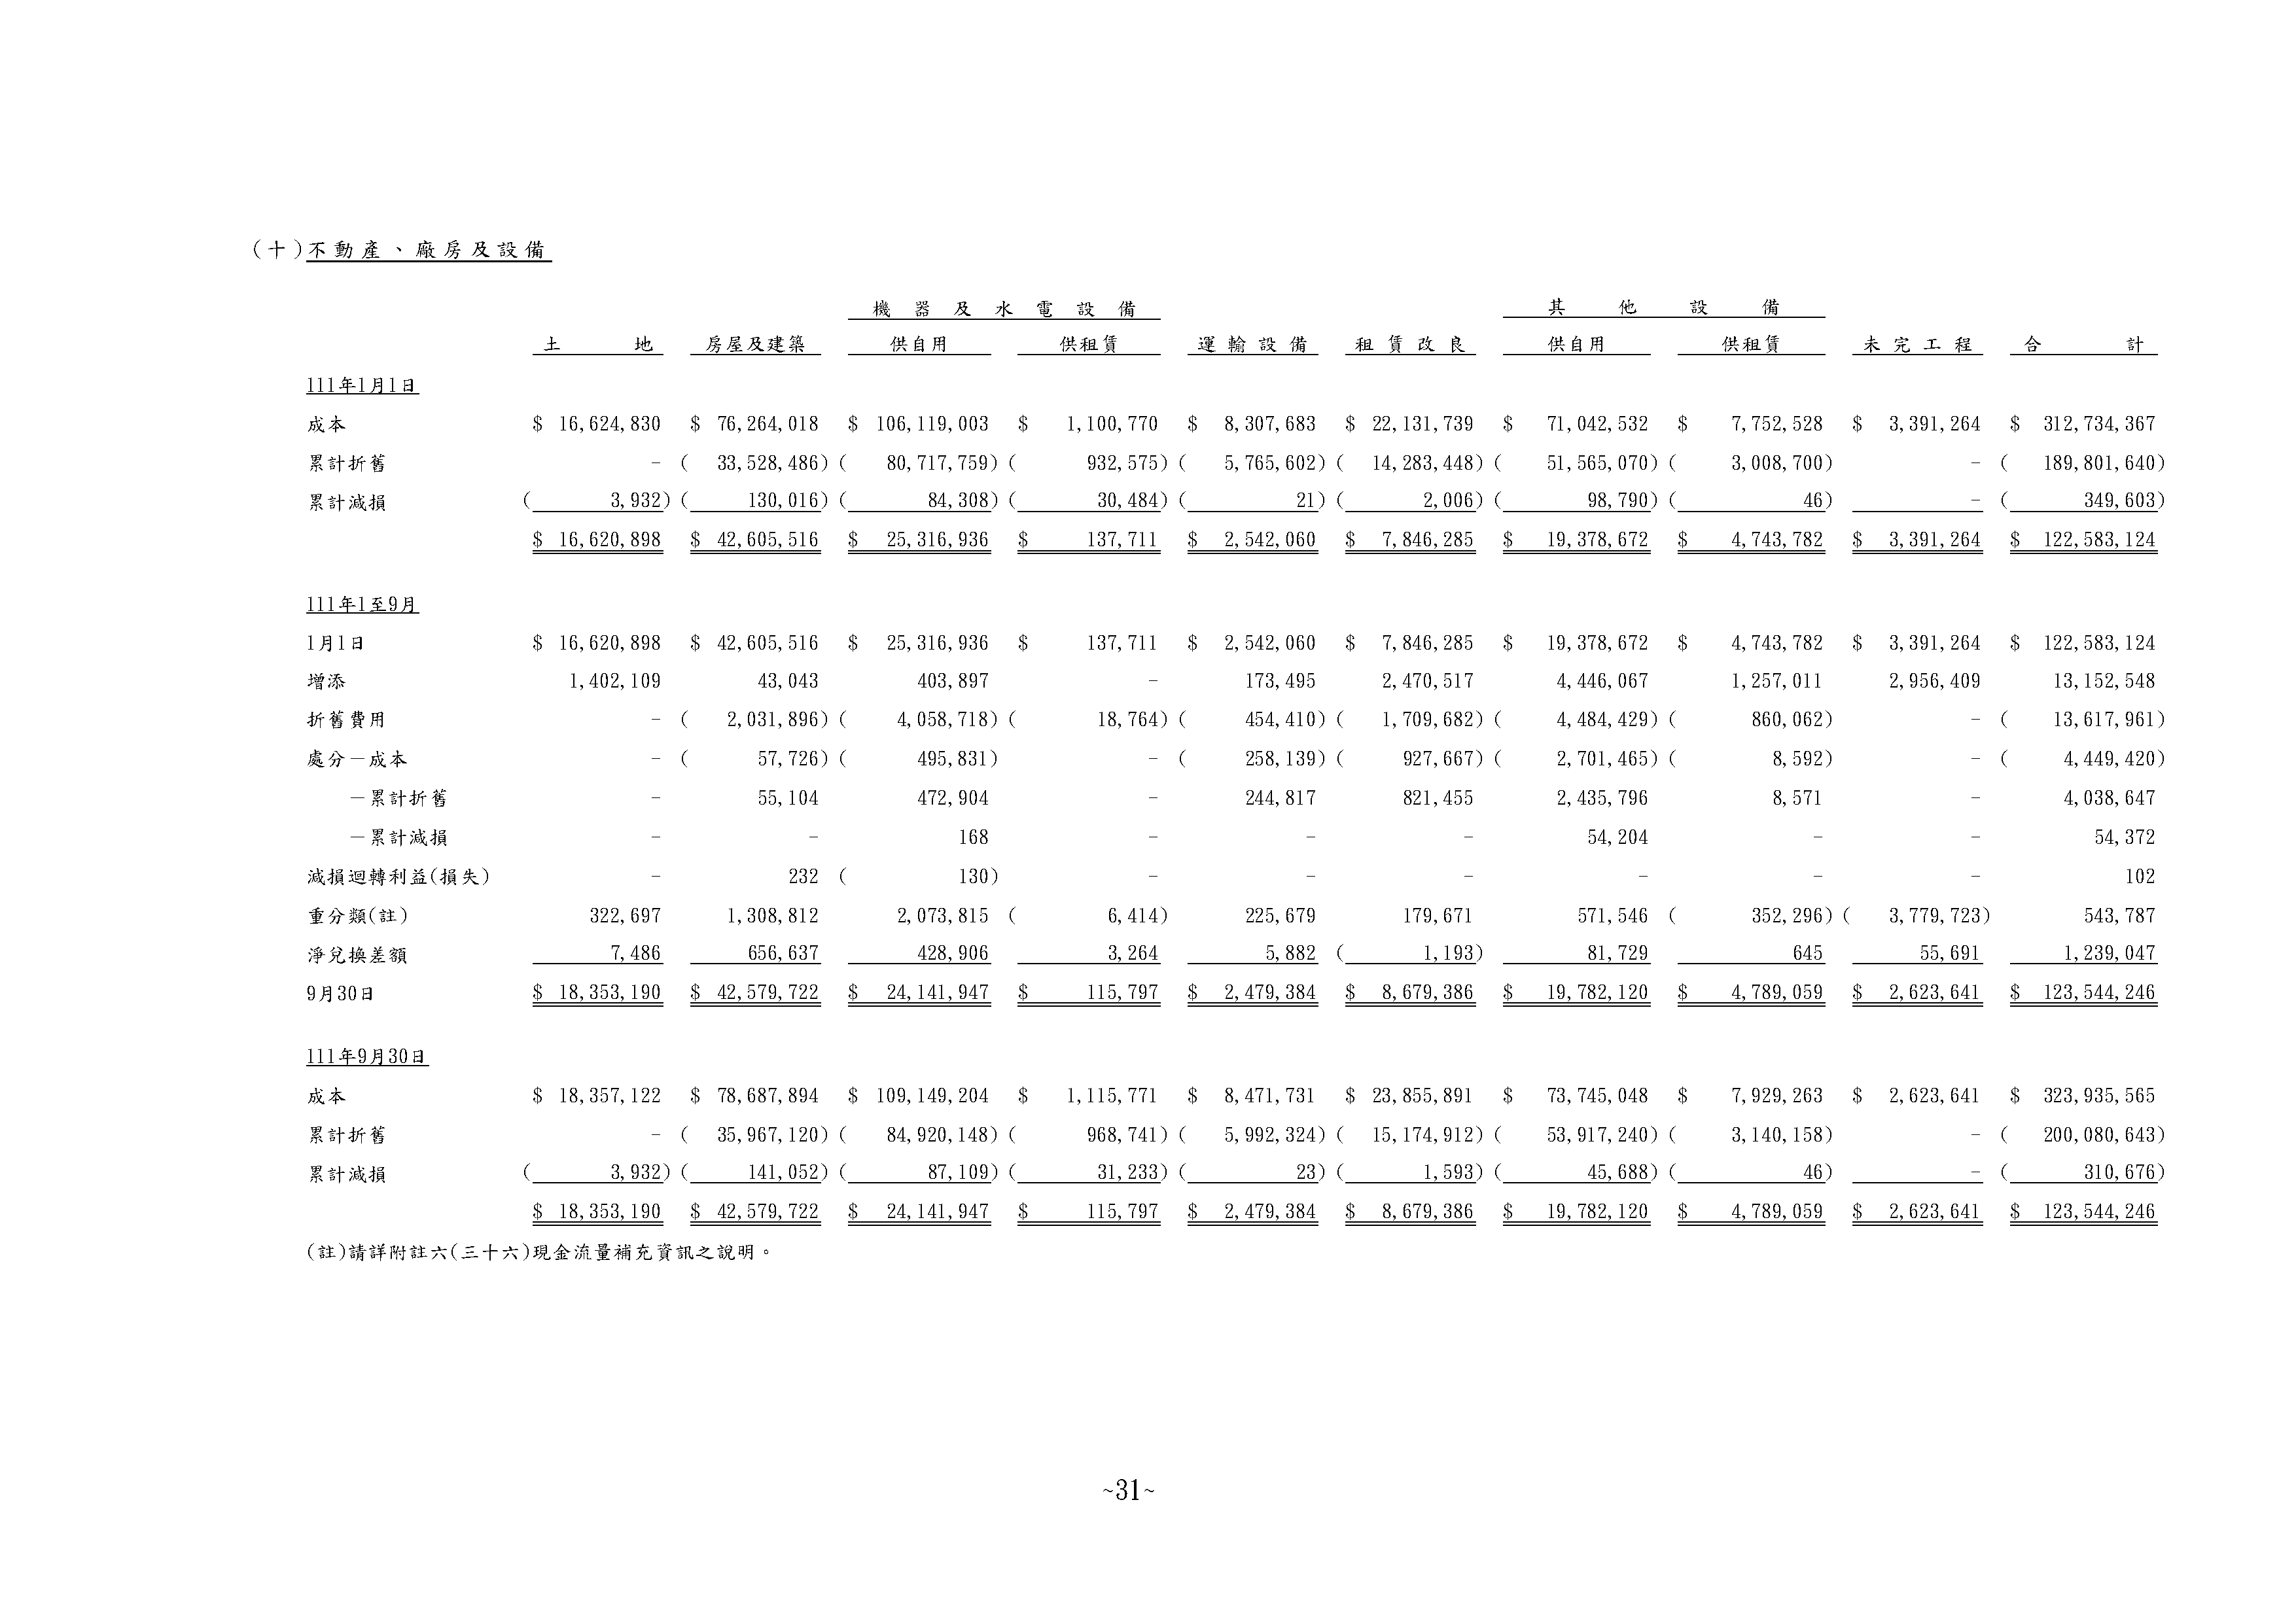 (十)不動產、廠房及設備
機器及水電設備 其他設備
土地 房屋及建築 供自用 供租賃 運輸設備 租賃改良 供自用 供租賃 未完工程 合計
111年1月1日
成本 $ 16,624,830 $ 76,264,018 $ 106,119,003 $ 1,100,770 $ 8,307,683 $ 22,131,739 $ 71,042,532 $ 7,752,528 $ 3,391,264 $ 312,734,367
累計折舊 - ( 33,528,486) ( 80,717,759) ( 932,575) ( 5,765,602) ( 14,283,448) ( 51,565,070) ( 3,008,700) - ( 189,801,640)
累計減損 ( 3,932) ( 130,016) ( 84,308) ( 30,484) ( 21) ( 2,006) ( 98,790) ( 46) - ( 349,603)
$ 16,620,898 $ 42,605,516 $ 25,316,936 $ 137,711 $ 2,542,060 $ 7,846,285 $ 19,378,672 $ 4,743,782 $ 3,391,264 $ 122,583,124
111年1至9月
1月1日 $ 16,620,898 $ 42,605,516 $ 25,316,936 $ 137,711 $ 2,542,060 $ 7,846,285 $ 19,378,672 $ 4,743,782 $ 3,391,264 $ 122,583,124
增添 1,402,109 43,043 403,897 - 173,495 2,470,517 4,446,067 1,257,011 2,956,409 13,152,548
折舊費用 - ( 2,031,896) ( 4,058,718) ( 18,764) ( 454,410) ( 1,709,682) ( 4,484,429) ( 860,062) - ( 13,617,961)
處分－成本 - ( 57,726) ( 495,831) - ( 258,139) ( 927,667) ( 2,701,465) ( 8,592) - ( 4,449,420)
－累計折舊 - 55,104 472,904 - 244,817 821,455 2,435,796 8,571 - 4,038,647
－累計減損 - - 168 - - - 54,204 - - 54,372
減損迴轉利益(損失) - 232 ( 130) - - - - - - 102
重分類(註) 322,697 1,308,812 2,073,815 ( 6,414) 225,679 179,671 571,546 ( 352,296) ( 3,779,723) 543,787
淨兌換差額 7,486 656,637 428,906 3,264 5,882 ( 1,193) 81,729 645 55,691 1,239,047
9月30日 $ 18,353,190 $ 42,579,722 $ 24,141,947 $ 115,797 $ 2,479,384 $ 8,679,386 $ 19,782,120 $ 4,789,059 $ 2,623,641 $ 123,544,246
111年9月30日
成本 $ 18,357,122 $ 78,687,894 $ 109,149,204 $ 1,115,771 $ 8,471,731 $ 23,855,891 $ 73,745,048 $ 7,929,263 $ 2,623,641 $ 323,935,565
累計折舊 - ( 35,967,120) ( 84,920,148) ( 968,741) ( 5,992,324) ( 15,174,912) ( 53,917,240) ( 3,140,158) - ( 200,080,643)
累計減損 ( 3,932) ( 141,052) ( 87,109) ( 31,233) ( 23) ( 1,593) ( 45,688) ( 46) - ( 310,676)
$ 18,353,190 $ 42,579,722 $ 24,141,947 $ 115,797 $ 2,479,384 $ 8,679,386 $ 19,782,120 $ 4,789,059 $ 2,623,641 $ 123,544,246
(註)請詳附註六(三十六)現金流量補充資訊之說明。
~31~